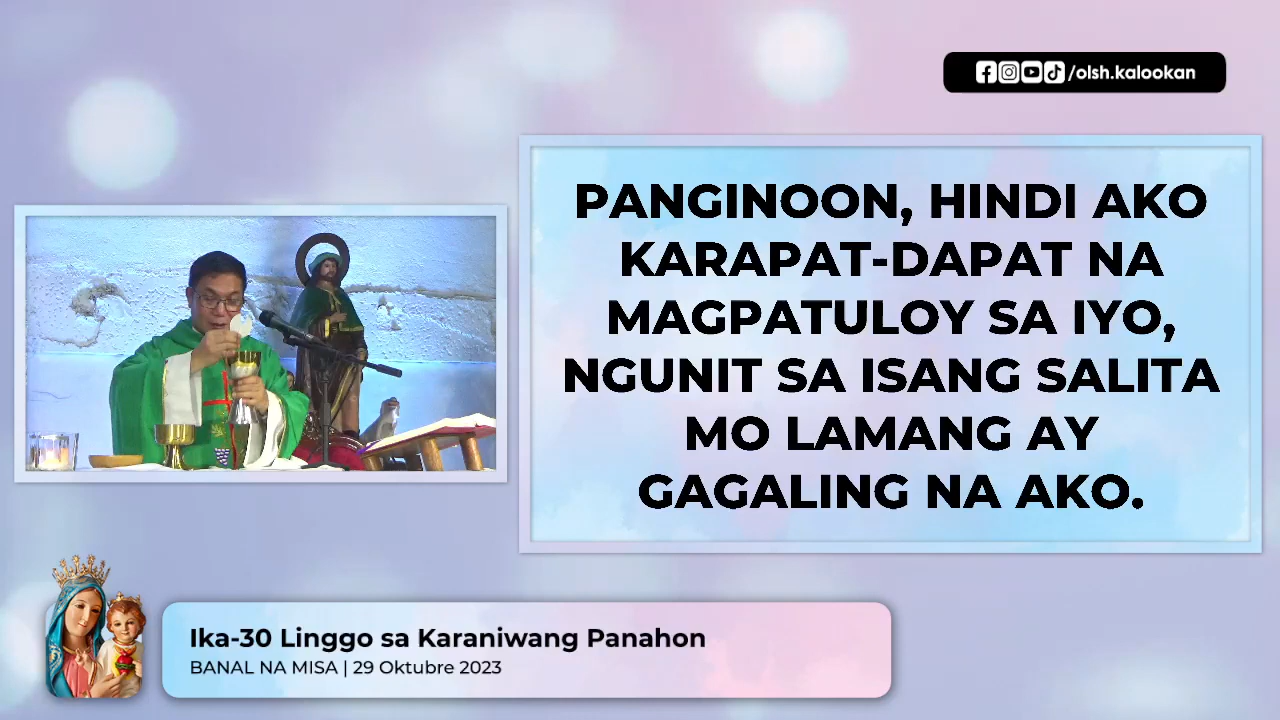 /olsh.kalookan
PANGINOON, HINDI AKO
KARAPAT-DAPAT NA
MAGPATULOY SA IYO,
NGUNIT SA ISANG SALITA
MO LAMANG AY
GAGALING NA AKO.
Ika-30 Linggo sa Karaniwang Panahon
BANAL NA MISA | 29 Oktubre 2023